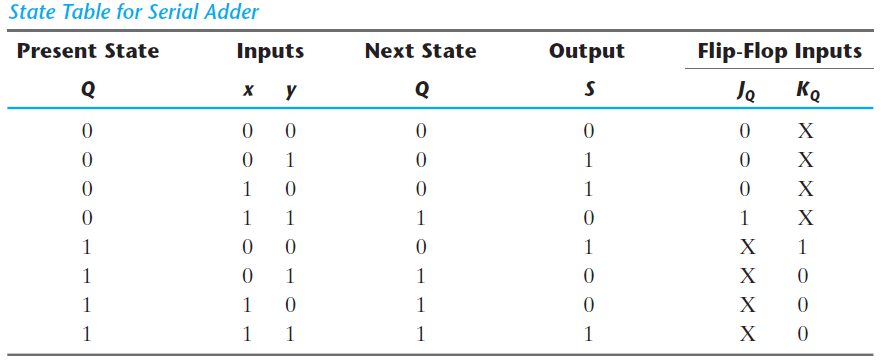 State Table for Serial Adder
Present State Inputs Next State Output Flip-Flop Inputs
Q x y Q S J_Q K_Q
0 0 0 0 0 0 X
0 0 1 0 1 0 X
0 1 0 0 1 0 X
0 1 1 1 0 1 X
1 0 0 0 1 X 1
1 0 1 1 0 X 0
1 1 0 1 0 X 0
1 1 1 1 1 X 0